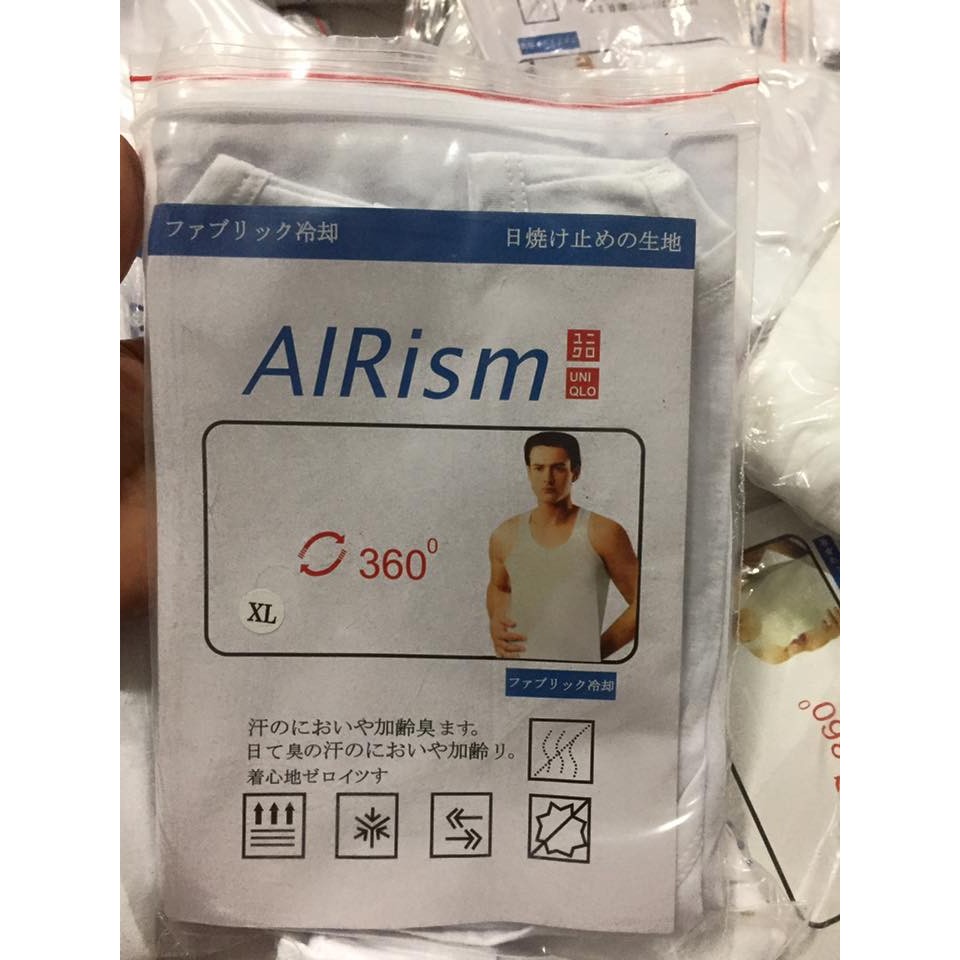 ファブリック冷却
日焼け止めの生地
AIRism
ユニ
クロ
UNI
QLO
360⁰
XL
ファブリック冷却
汗のにおいや加齢臭ます。
日て臭の汗のにおいや加齢リ。
着心地ゼロイツす
360°